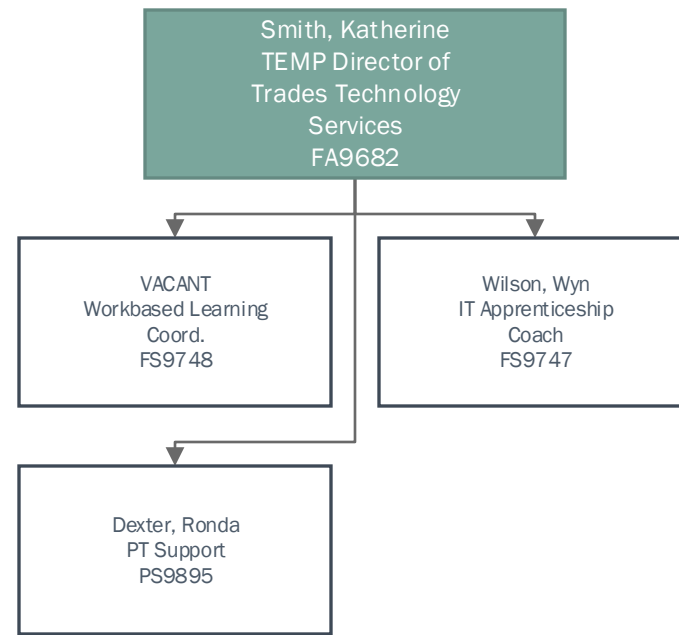 Smith, Katherine
TEMP Director of
Trades Technology
Services
FA9682
VACANT
Workbased Learning
Coord.
FS9748
Wilson, Wyn
IT Apprenticeship
Coach
FS9747
Dexter, Ronda
PT Support
PS9895